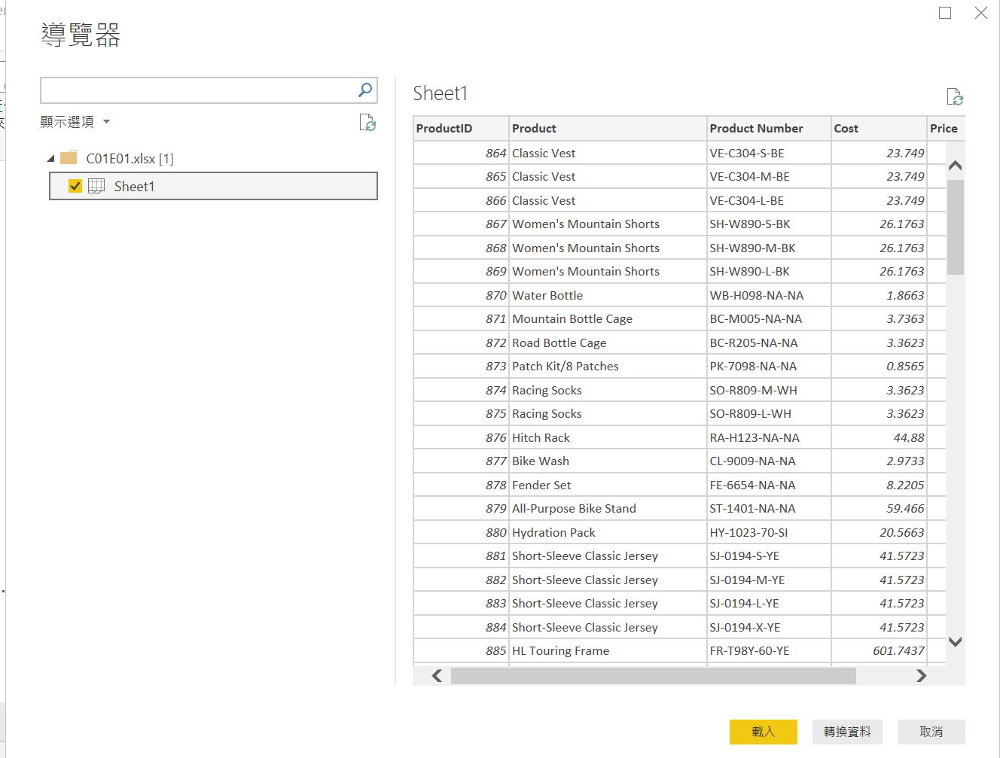 導覽器
顯示選項
C01E01.xlsx [1]
Sheet1
Sheet1
ProductID Product Product Number Cost Price
864 Classic Vest VE-C304-S-BE 23.749
865 Classic Vest VE-C304-M-BE 23.749
866 Classic Vest VE-C304-L-BE 23.749
867 Women's Mountain Shorts SH-W890-S-BK 26.1763
868 Women's Mountain Shorts SH-W890-M-BK 26.1763
869 Women's Mountain Shorts SH-W890-L-BK 26.1763
870 Water Bottle WB-H098-NA-NA 1.8663
871 Mountain Bottle Cage BC-M005-NA-NA 3.7363
872 Road Bottle Cage BC-R205-NA-NA 3.3623
873 Patch Kit/8 Patches PK-7098-NA-NA 0.8565
874 Racing Socks SO-R809-M-WH 3.3623
875 Racing Socks SO-R809-L-WH 3.3623
876 Hitch Rack RA-H123-NA-NA 44.88
877 Bike Wash CL-9009-NA-NA 2.9733
878 Fender Set FE-6654-NA-NA 8.2205
879 All-Purpose Bike Stand ST-1401-NA-NA 59.466
880 Hydration Pack HY-1023-70-SI 20.5663
881 Short-Sleeve Classic Jersey SJ-0194-S-YE 41.5723
882 Short-Sleeve Classic Jersey SJ-0194-M-YE 41.5723
883 Short-Sleeve Classic Jersey SJ-0194-L-YE 41.5723
884 Short-Sleeve Classic Jersey SJ-0194-X-YE 41.5723
885 HL Touring Frame FR-T98Y-60-YE 601.7437
載入 轉換資料 取消